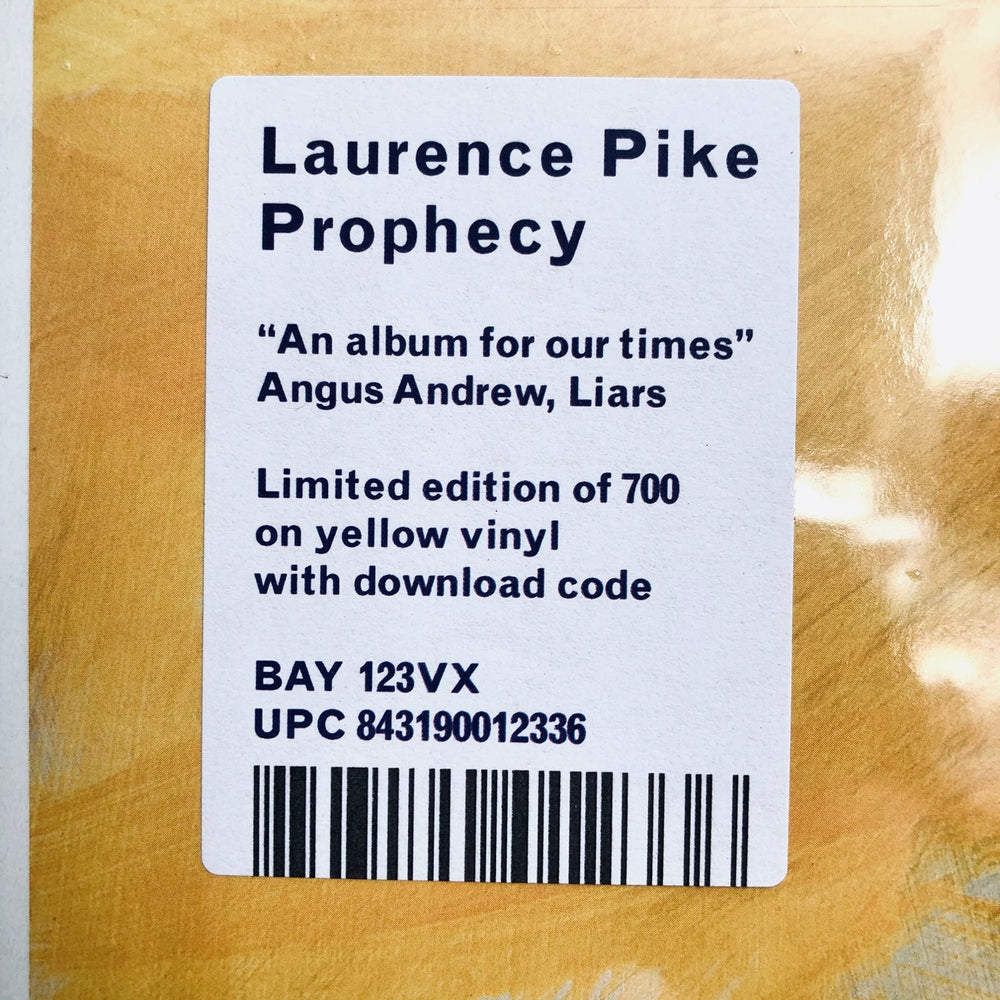 Laurence Pike
Prophecy
“An album for our times”
Angus Andrew, Liars
Limited edition of 700
on yellow vinyl
with download code
BAY 123VX
UPC 843190012336